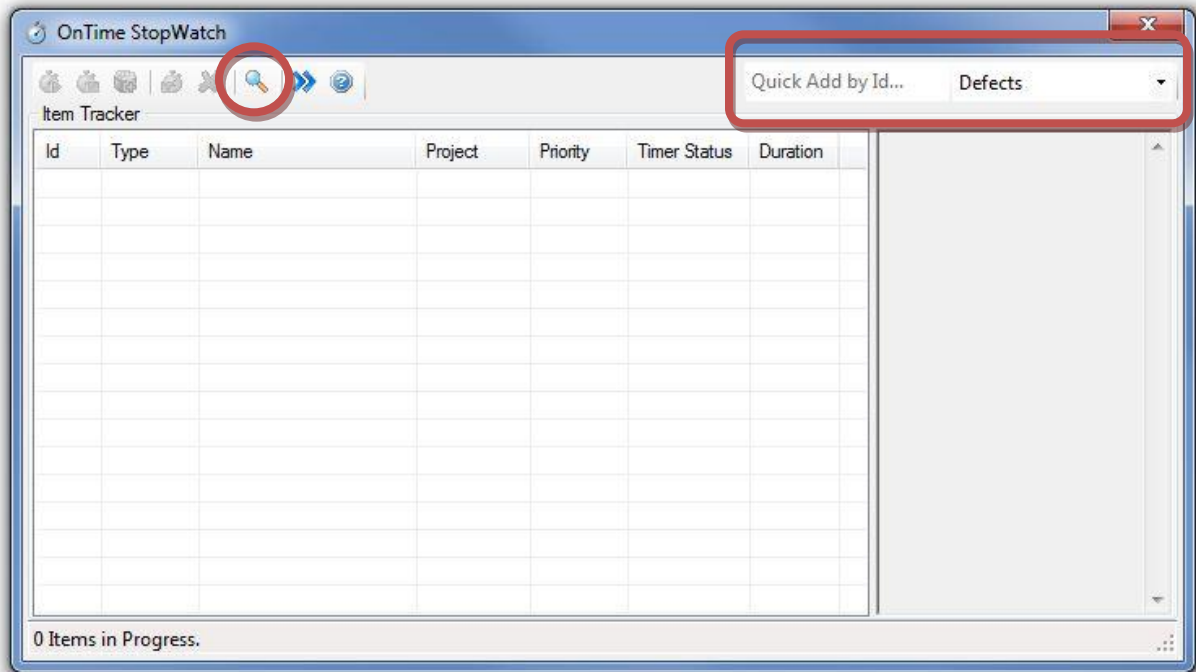 OnTime StopWatch
Quick Add by Id... Defects
Item Tracker
Id Type Name Project Priority Timer Status Duration
0 Items in Progress.